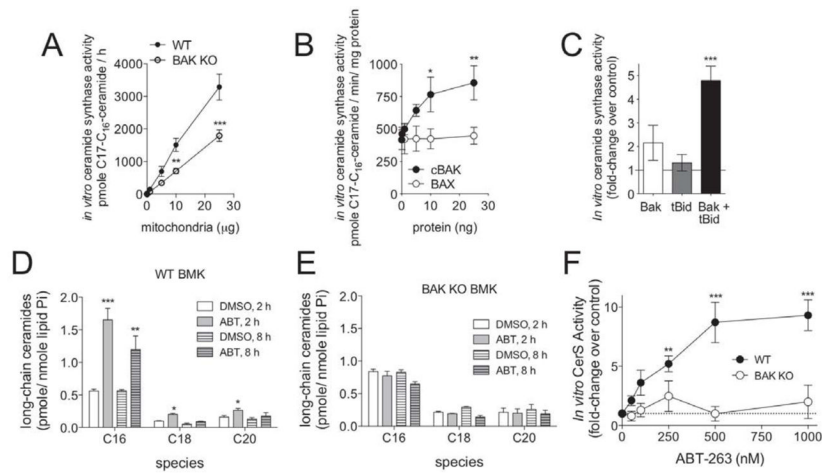 A
WT
BAK KO
in vitro ceramide synthase activity
pmole C17-C16-ceramide / h
4000
3000
2000
1000
0
***
**
0 10 20 30
mitochondria (µg)
B
in vitro ceramide synthase activity
pmole C17-C16-ceramide / min/ mg protein
1000
750
500
250
0
*
**
cBAK
BAX
0 10 20 30
protein (ng)
C
In vitro ceramide synthase activity
(fold-change over control)
5
4
3
2
1
0
***
Bak tBid Bak +
tBid
D
WT BMK
long-chain ceramides
(pmole/ nmole lipid Pi)
2.0
1.5
1.0
0.5
0.0
***
**
*
*
DMSO, 2 h
ABT, 2 h
DMSO, 8 h
ABT, 8 h
C16 C18 C20
species
E
BAK KO BMK
long-chain ceramides
(pmole/ nmole lipid Pi)
2.0
1.5
1.0
0.5
0.0
DMSO, 2 h
ABT, 2 h
DMSO, 8 h
ABT, 8 h
C16 C18 C20
species
F
In vitro CerS Activity
(fold-change over control)
10
5
0
**
***
***
WT
BAK KO
0 250 500 750 1000
ABT-263 (nM)